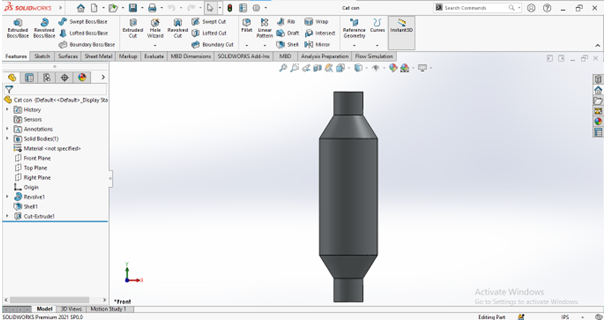 SOLIDWORKS
Cat con
Search Commands
Extruded Boss/Base
Revolved Boss/Base
Swept Boss/Base
Lofted Boss/Base
Boundary Boss/Base
Extruded Cut
Hole Wizard
Revolved Cut
Swept Cut
Lofted Cut
Boundary Cut
Fillet
Linear Pattern
Rib
Draft
Shell
Wrap
Intersect
Mirror
Reference Geometry
Curves
Instant3D
Features Sketch Surfaces Sheet Metal Markup Evaluate MBD Dimensions SOLIDWORKS Add-Ins MBD Analysis Preparation Flow Simulation
Cat con (Default<<Default>_Display Sta
History
Sensors
Annotations
Solid Bodies(1)
Material <not specified>
Front Plane
Top Plane
Right Plane
Origin
Revolve1
Shell1
Cut-Extrude1
Y
X
*Front
Activate Windows
Go to Settings to activate Windows.
Model 3D Views Motion Study 1
SOLIDWORKS Premium 2021 SP0.0
Editing Part
IPS